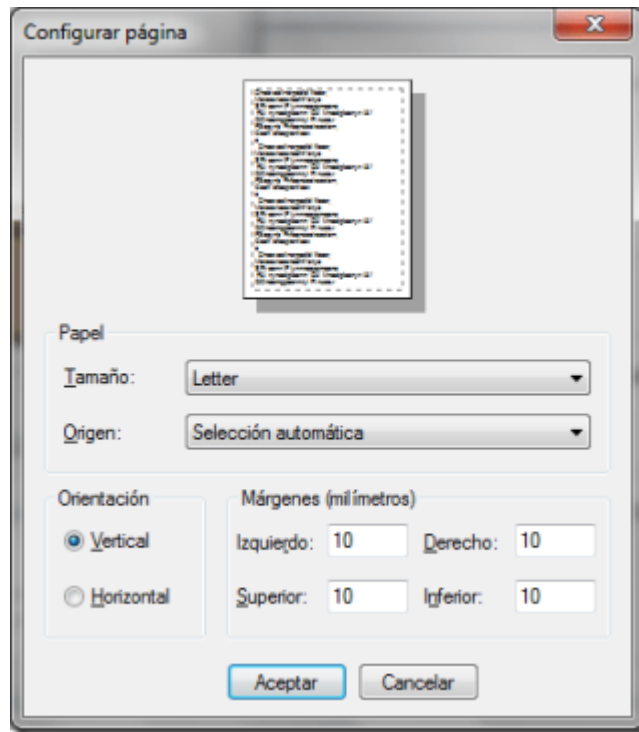 Configurar página
Papel
Tamaño: Letter
Origen: Selección automática
Orientación
Vertical
Horizontal
Márgenes (milímetros)
Izquierdo: 10 Derecho: 10
Superior: 10 Inferior: 10
Aceptar Cancelar